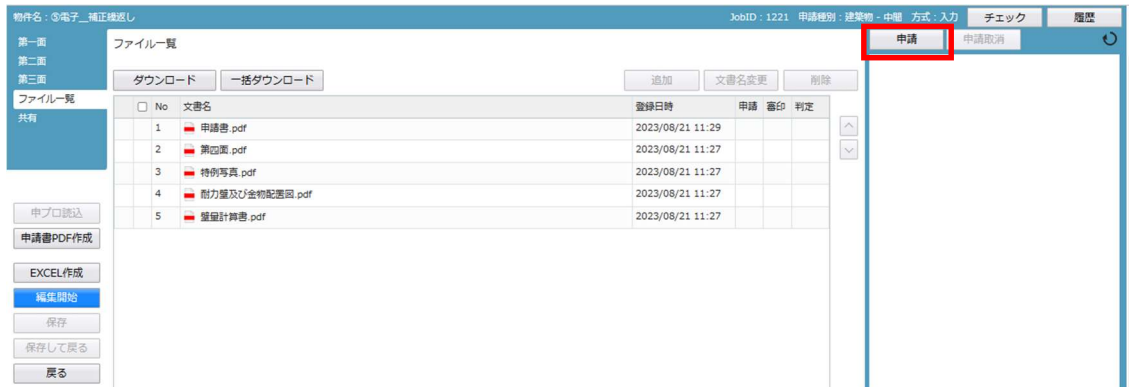 物件名:⑤電子__補正繰返し JobID:1221 申請種別:建築物-中間 方式:入力 チェック 履歴
第一面
第二面
第三面
ファイル一覧
共有
申プロ読込
申請書PDF作成
EXCEL作成
編集開始
保存
保存して戻る
戻る
ファイル一覧
ダウンロード 一括ダウンロード 追加 文書名変更 削除
No 文書名 登録日時 申請 審印 判定
1 申請書.pdf 2023/08/21 11:29
2 第四面.pdf 2023/08/21 11:27
3 特例写真.pdf 2023/08/21 11:27
4 耐力壁及び金物配置図.pdf 2023/08/21 11:27
5 壁量計算書.pdf 2023/08/21 11:27
申請 申請取消